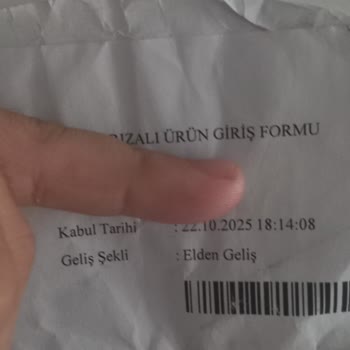 RIZALI ÜRÜN GİRİŞ FORMU
Kabul Tarihi : 22.10.2025 18:14:08
Geliş Şekli : Elden Geliş